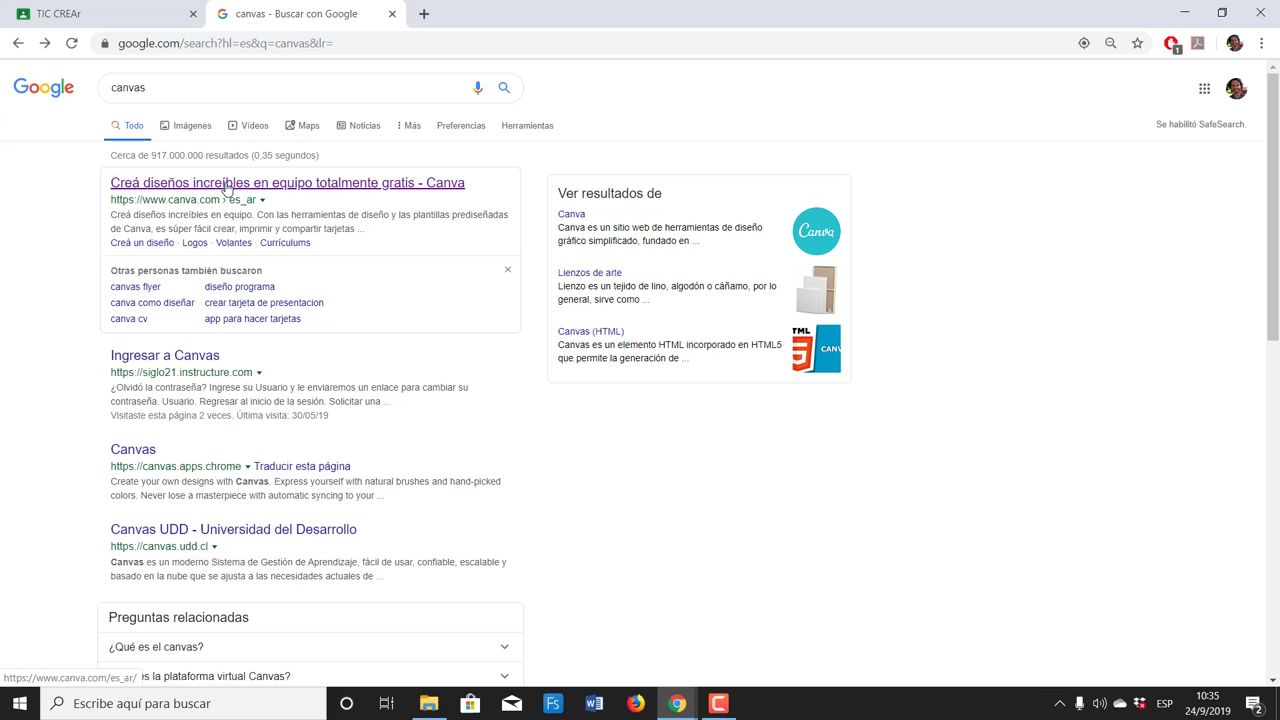 TIC CREAr
canvas - Buscar con Google
google.com/search?hl=es&q=canvas&lr=
1
Google
canvas
Todo
Imágenes
Vídeos
Maps
Noticias
Más
Preferencias
Herramientas
Se habilitó SafeSearch.
Cerca de 917.000.000 resultados (0,35 segundos)
Creá diseños increíbles en equipo totalmente gratis - Canva
https://www.canva.com › es_ar
Creá diseños increíbles en equipo. Con las herramientas de diseño y las plantillas prediseñadas
de Canva, es súper fácil crear, imprimir y compartir tarjetas ...
Creá un diseño · Logos · Volantes · Currículums
Otras personas también buscaron
canvas flyer
diseño programa
canva como diseñar
crear tarjeta de presentacion
canva cv
app para hacer tarjetas
Ingresar a Canvas
https://siglo21.instructure.com
¿Olvidó la contraseña? Ingrese su Usuario y le enviaremos un enlace para cambiar su
contraseña. Usuario. Regresar al inicio de la sesión. Solicitar una ...
Visitaste esta página 2 veces. Última visita: 30/05/19
Canvas
https://canvas.apps.chrome
Traducir esta página
Create your own designs with Canvas. Express yourself with natural brushes and hand-picked
colors. Never lose a masterpiece with automatic syncing to your ...
Canvas UDD - Universidad del Desarrollo
https://canvas.udd.cl
Canvas es un moderno Sistema de Gestión de Aprendizaje, fácil de usar, confiable, escalable y
basado en la nube que se ajusta a las necesidades actuales de ...
Preguntas relacionadas
¿Qué es el canvas?
es la plataforma virtual Canvas?
Ver resultados de
Canva
Canva es un sitio web de herramientas de diseño
gráfico simplificado, fundado en ...
Canva
Lienzos de arte
Lienzo es un tejido de lino, algodón o cáñamo, por lo
general, sirve como ...
Canvas (HTML)
Canvas es un elemento HTML incorporado en HTML5
que permite la generación de ...
TML
CANV
https://www.canva.com/es_ar/
Escribe aquí para buscar
Fs
ESP
10:35
24/9/2019
2